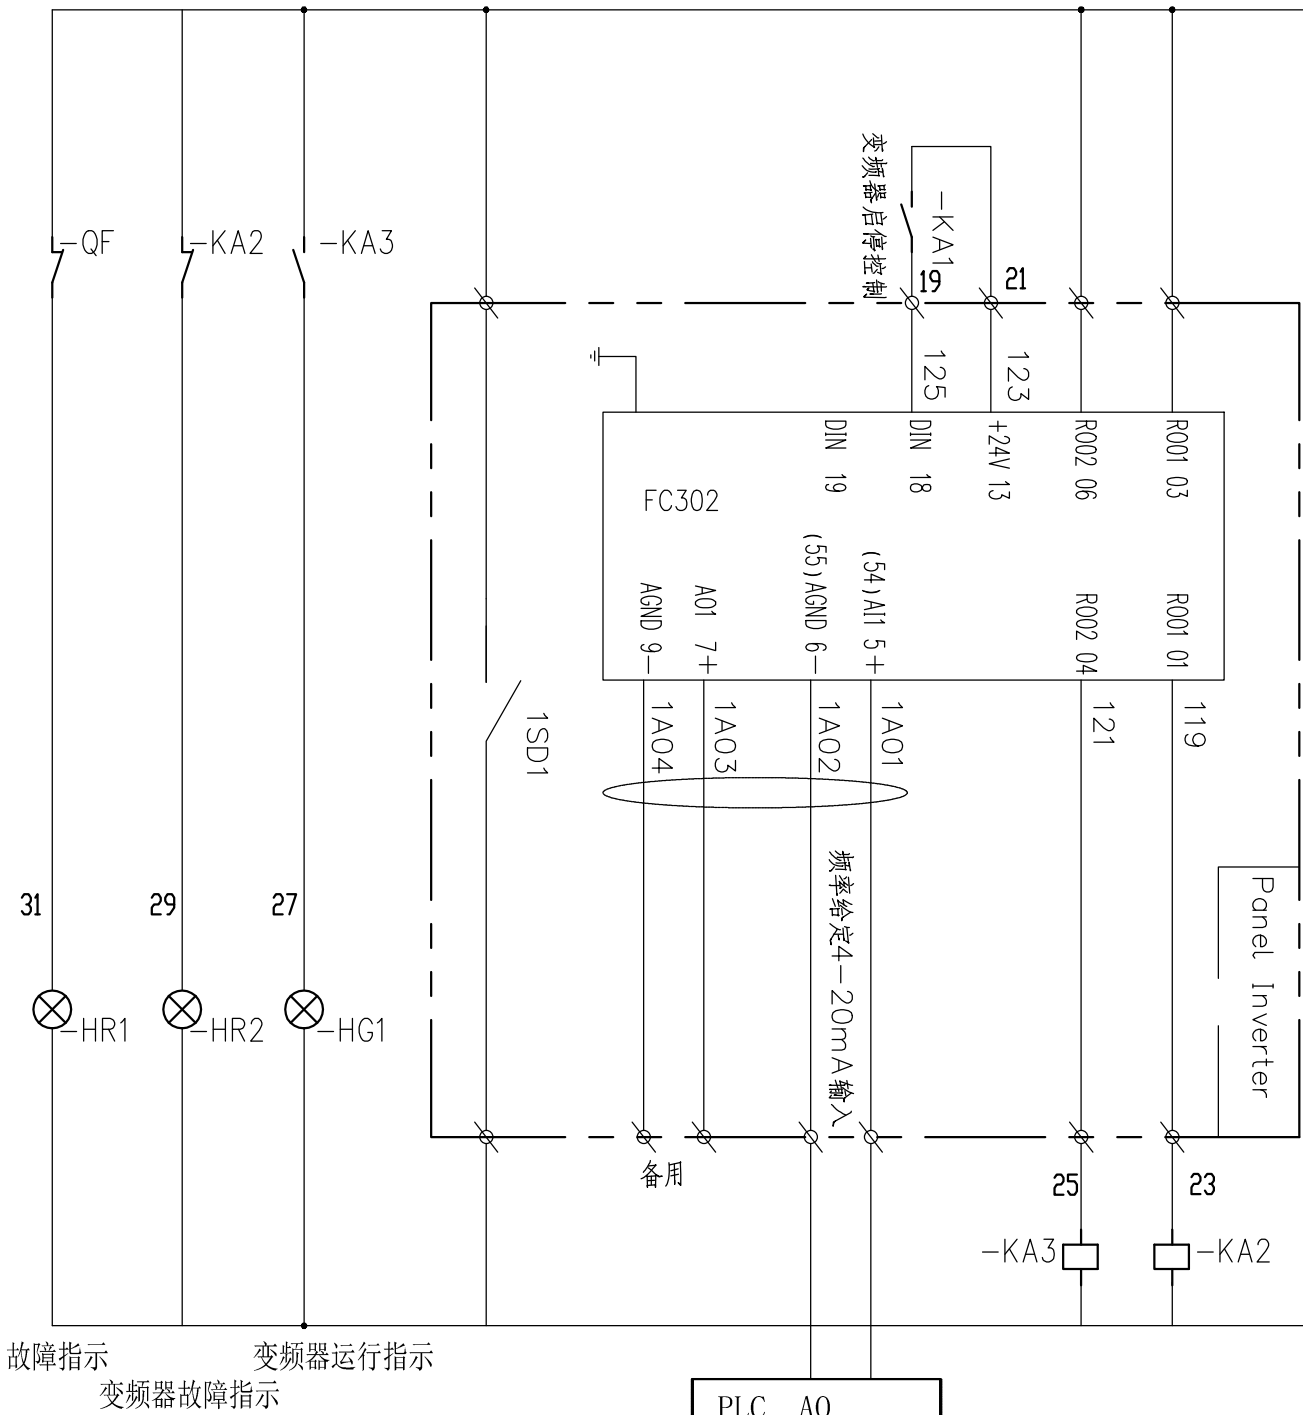 变频器启停控制
-KA1
-QF
-KA2
-KA3
19
21
125
123
DIN 19
DIN 18
+24V 13
R002 06
R001 03
FC302
AGND 9-
A01 7+
(55)AGND 6-
(54)AI1 5+
R002 04
R001 01
1A04
1A03
1A02
1A01
121
119
1SD1
频率给定4-20mA输入
Panel Inverter
31
29
27
-HR1
-HR2
-HG1
备用
25
23
-KA3
-KA2
故障指示
变频器运行指示
变频器故障指示
PLC AO